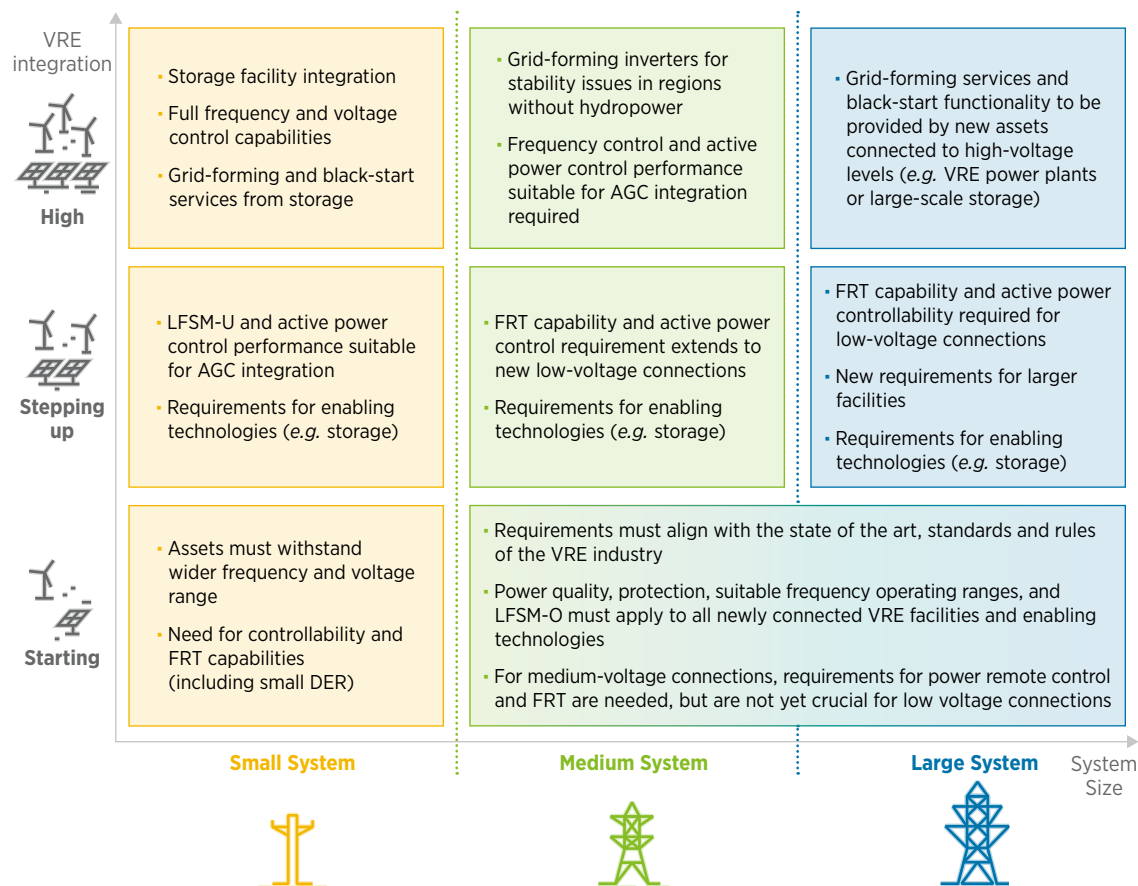 VRE
integration
High
▪ Storage facility integration
▪ Full frequency and voltage
control capabilities
▪ Grid-forming and black-start
services from storage
▪ Grid-forming inverters for
stability issues in regions
without hydropower
▪ Frequency control and active
power control performance
suitable for AGC integration
required
▪ Grid-forming services and
black-start functionality to be
provided by new assets
connected to high-voltage
levels (e.g. VRE power plants
or large-scale storage)
Stepping
up
▪ LFSM-U and active power
control performance suitable
for AGC integration
▪ Requirements for enabling
technologies (e.g. storage)
▪ FRT capability and active power
control requirement extends to
new low-voltage connections
▪ Requirements for enabling
technologies (e.g. storage)
▪ FRT capability and active power
controllability required for
low-voltage connections
▪ New requirements for larger
facilities
▪ Requirements for enabling
technologies (e.g. storage)
Starting
▪ Assets must withstand
wider frequency and voltage
range
▪ Need for controllability and
FRT capabilities
(including small DER)
▪ Requirements must align with the state of the art, standards and rules
of the VRE industry
▪ Power quality, protection, suitable frequency operating ranges, and
LFSM-O must apply to all newly connected VRE facilities and enabling
technologies
▪ For medium-voltage connections, requirements for power remote control
and FRT are needed, but are not yet crucial for low voltage connections
Small System
Medium System
Large System
System
Size